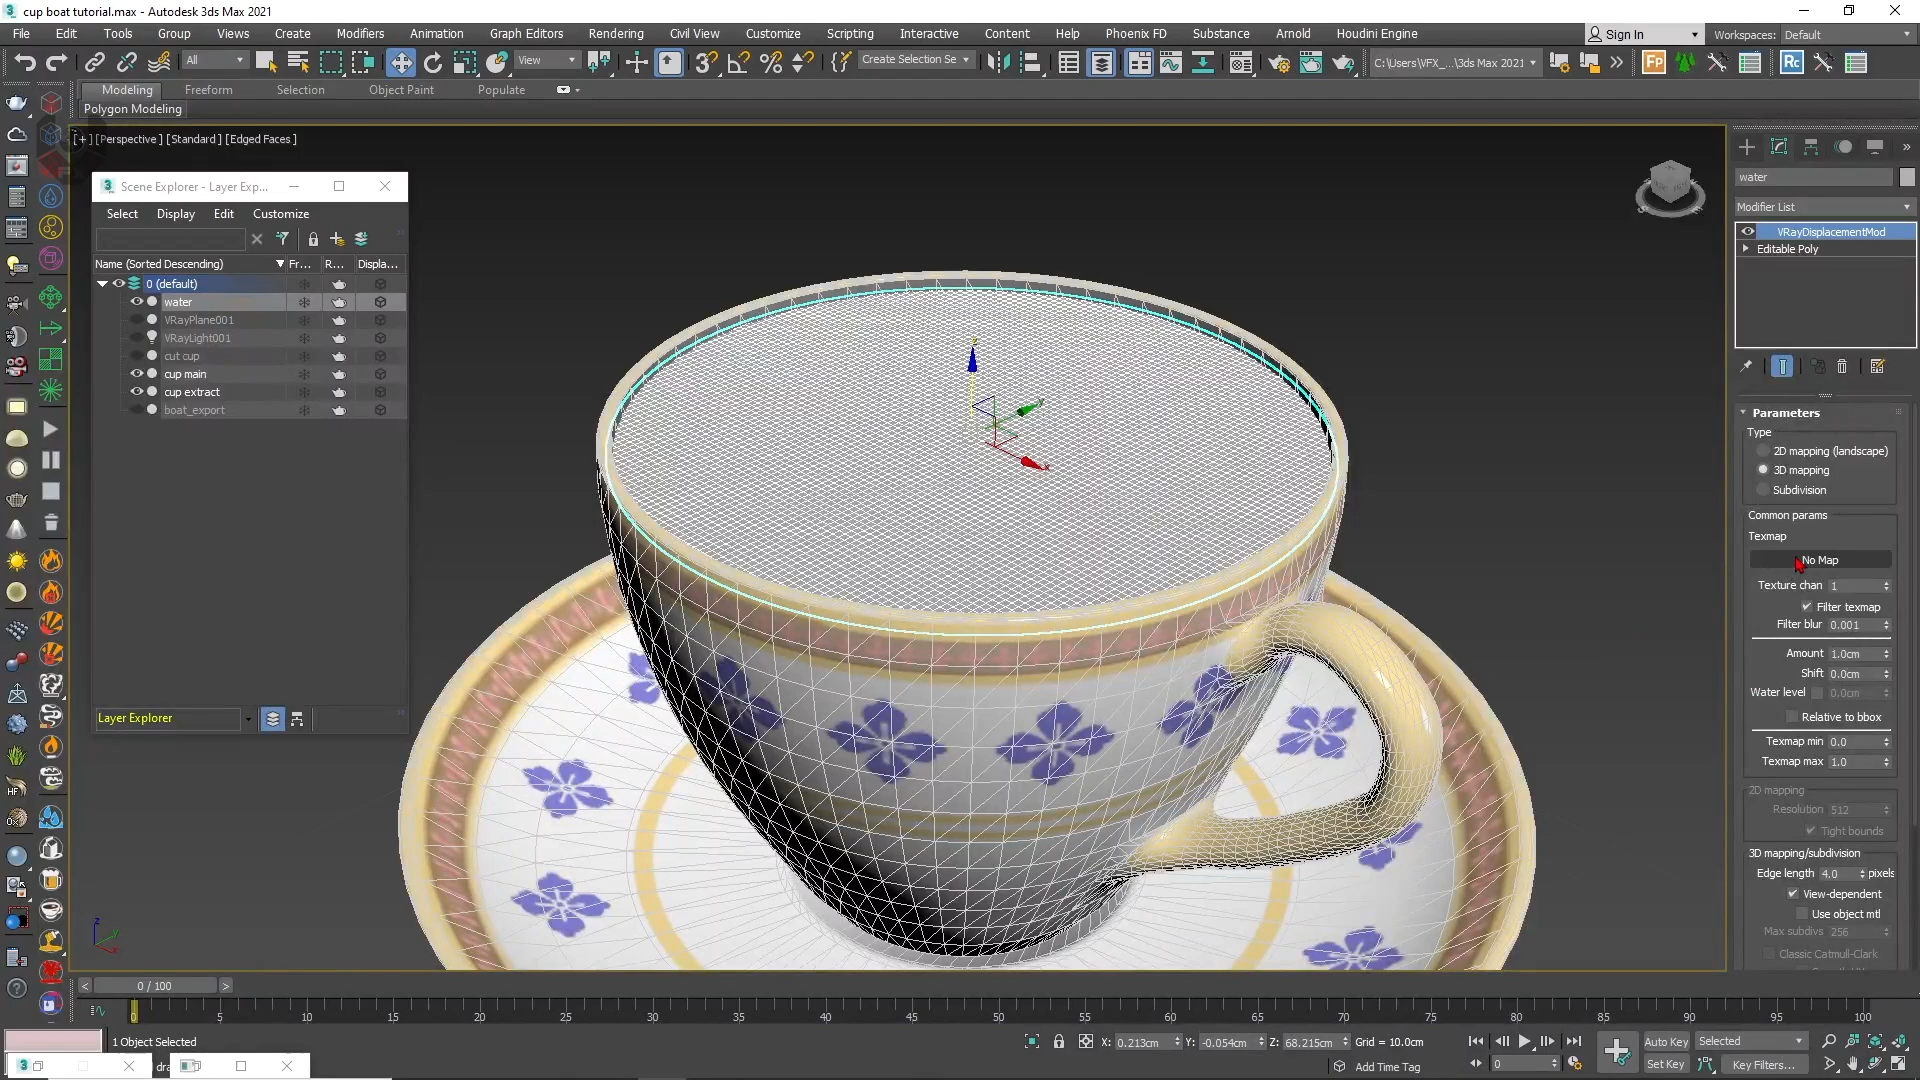 cup boat tutorial.max - Autodesk 3ds Max 2021
File Edit Tools Group Views Create Modifiers Animation Graph Editors Rendering Civil View Customize Scripting Interactive Content Help Phoenix FD Substance Arnold Houdini Engine Sign In Workspaces: Default
All View Create Selection Se C:\Users\VFX_...\3ds Max 2021
Modeling Freeform Selection Object Paint Populate
Polygon Modeling
[+] [Perspective] [Standard] [Edged Faces]
Scene Explorer - Layer Exp...
Select Display Edit Customize
Name (Sorted Descending) Fr... R... Displa...
0 (default)
water
VRayPlane001
VRayLight001
cut cup
cup main
cup extract
boat_export
Layer Explorer
water
Modifier List
VRayDisplacementMod
Editable Poly
Parameters
Type
2D mapping (landscape)
3D mapping
Subdivision
Common params
Texmap
No Map
Texture chan 1
Filter texmap
Filter blur 0.001
Amount 1.0cm
Shift 0.0cm
Water level 0.0cm
Relative to bbox
Texmap min 0.0
Texmap max 1.0
2D mapping
Resolution 512
Tight bounds
3D mapping/subdivision
Edge length 4.0 pixels
View-dependent
Use object mtl
Max subdivs 256
Classic Catmull-Clark
0 / 100
0 5 10 15 20 25 30 35 40 45 50 55 60 65 70 75 80 85 90 95 100
1 Object Selected
X: 0.213cm Y: -0.054cm Z: 68.215cm Grid = 10.0cm
Auto Key Selected
Add Time Tag
0
Set Key Key Filters...